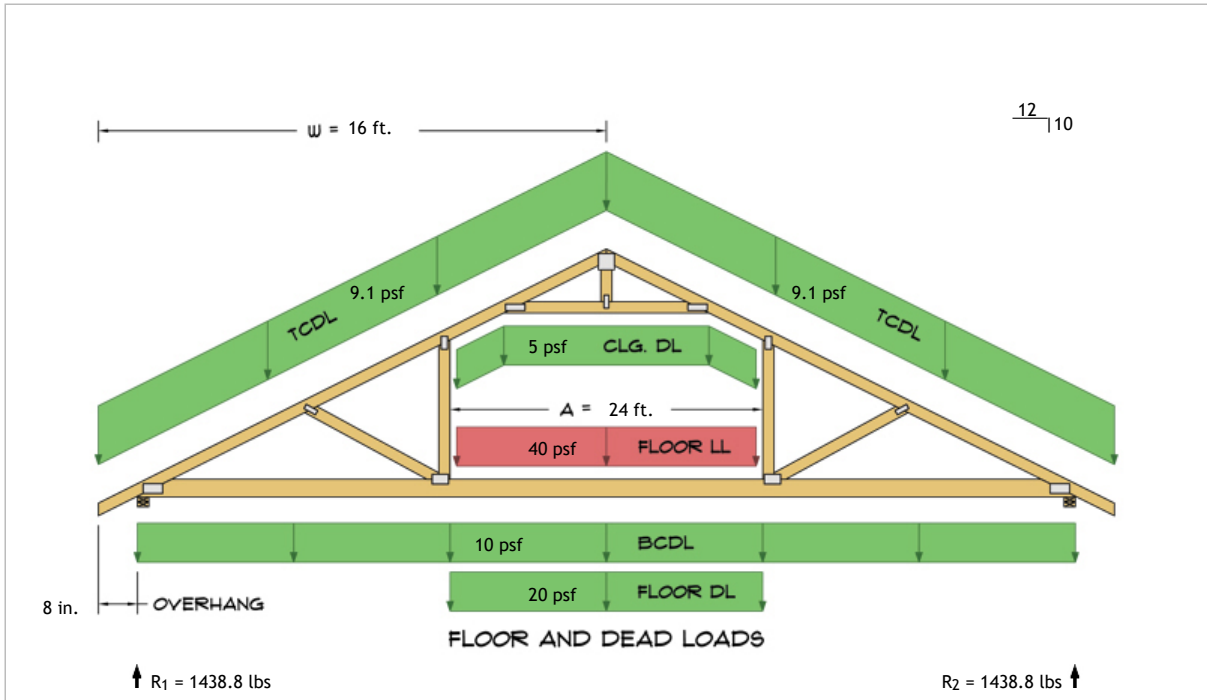 W = 16 ft.
12
10
9.1 psf
9.1 psf
TCDL
TCDL
5 psf CLG. DL
A = 24 ft.
40 psf FLOOR LL
10 psf BCDL
20 psf FLOOR DL
8 in. OVERHANG
FLOOR AND DEAD LOADS
R1 = 1438.8 lbs
R2 = 1438.8 lbs